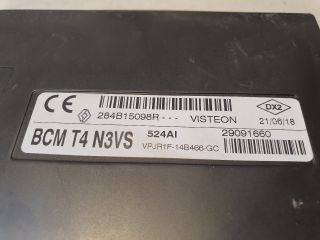 CE DX2
284B15098R--- VISTEON 21/06/18
BCM T4 N3VS 524AI 29091660
VPJR1F-14B466-GC